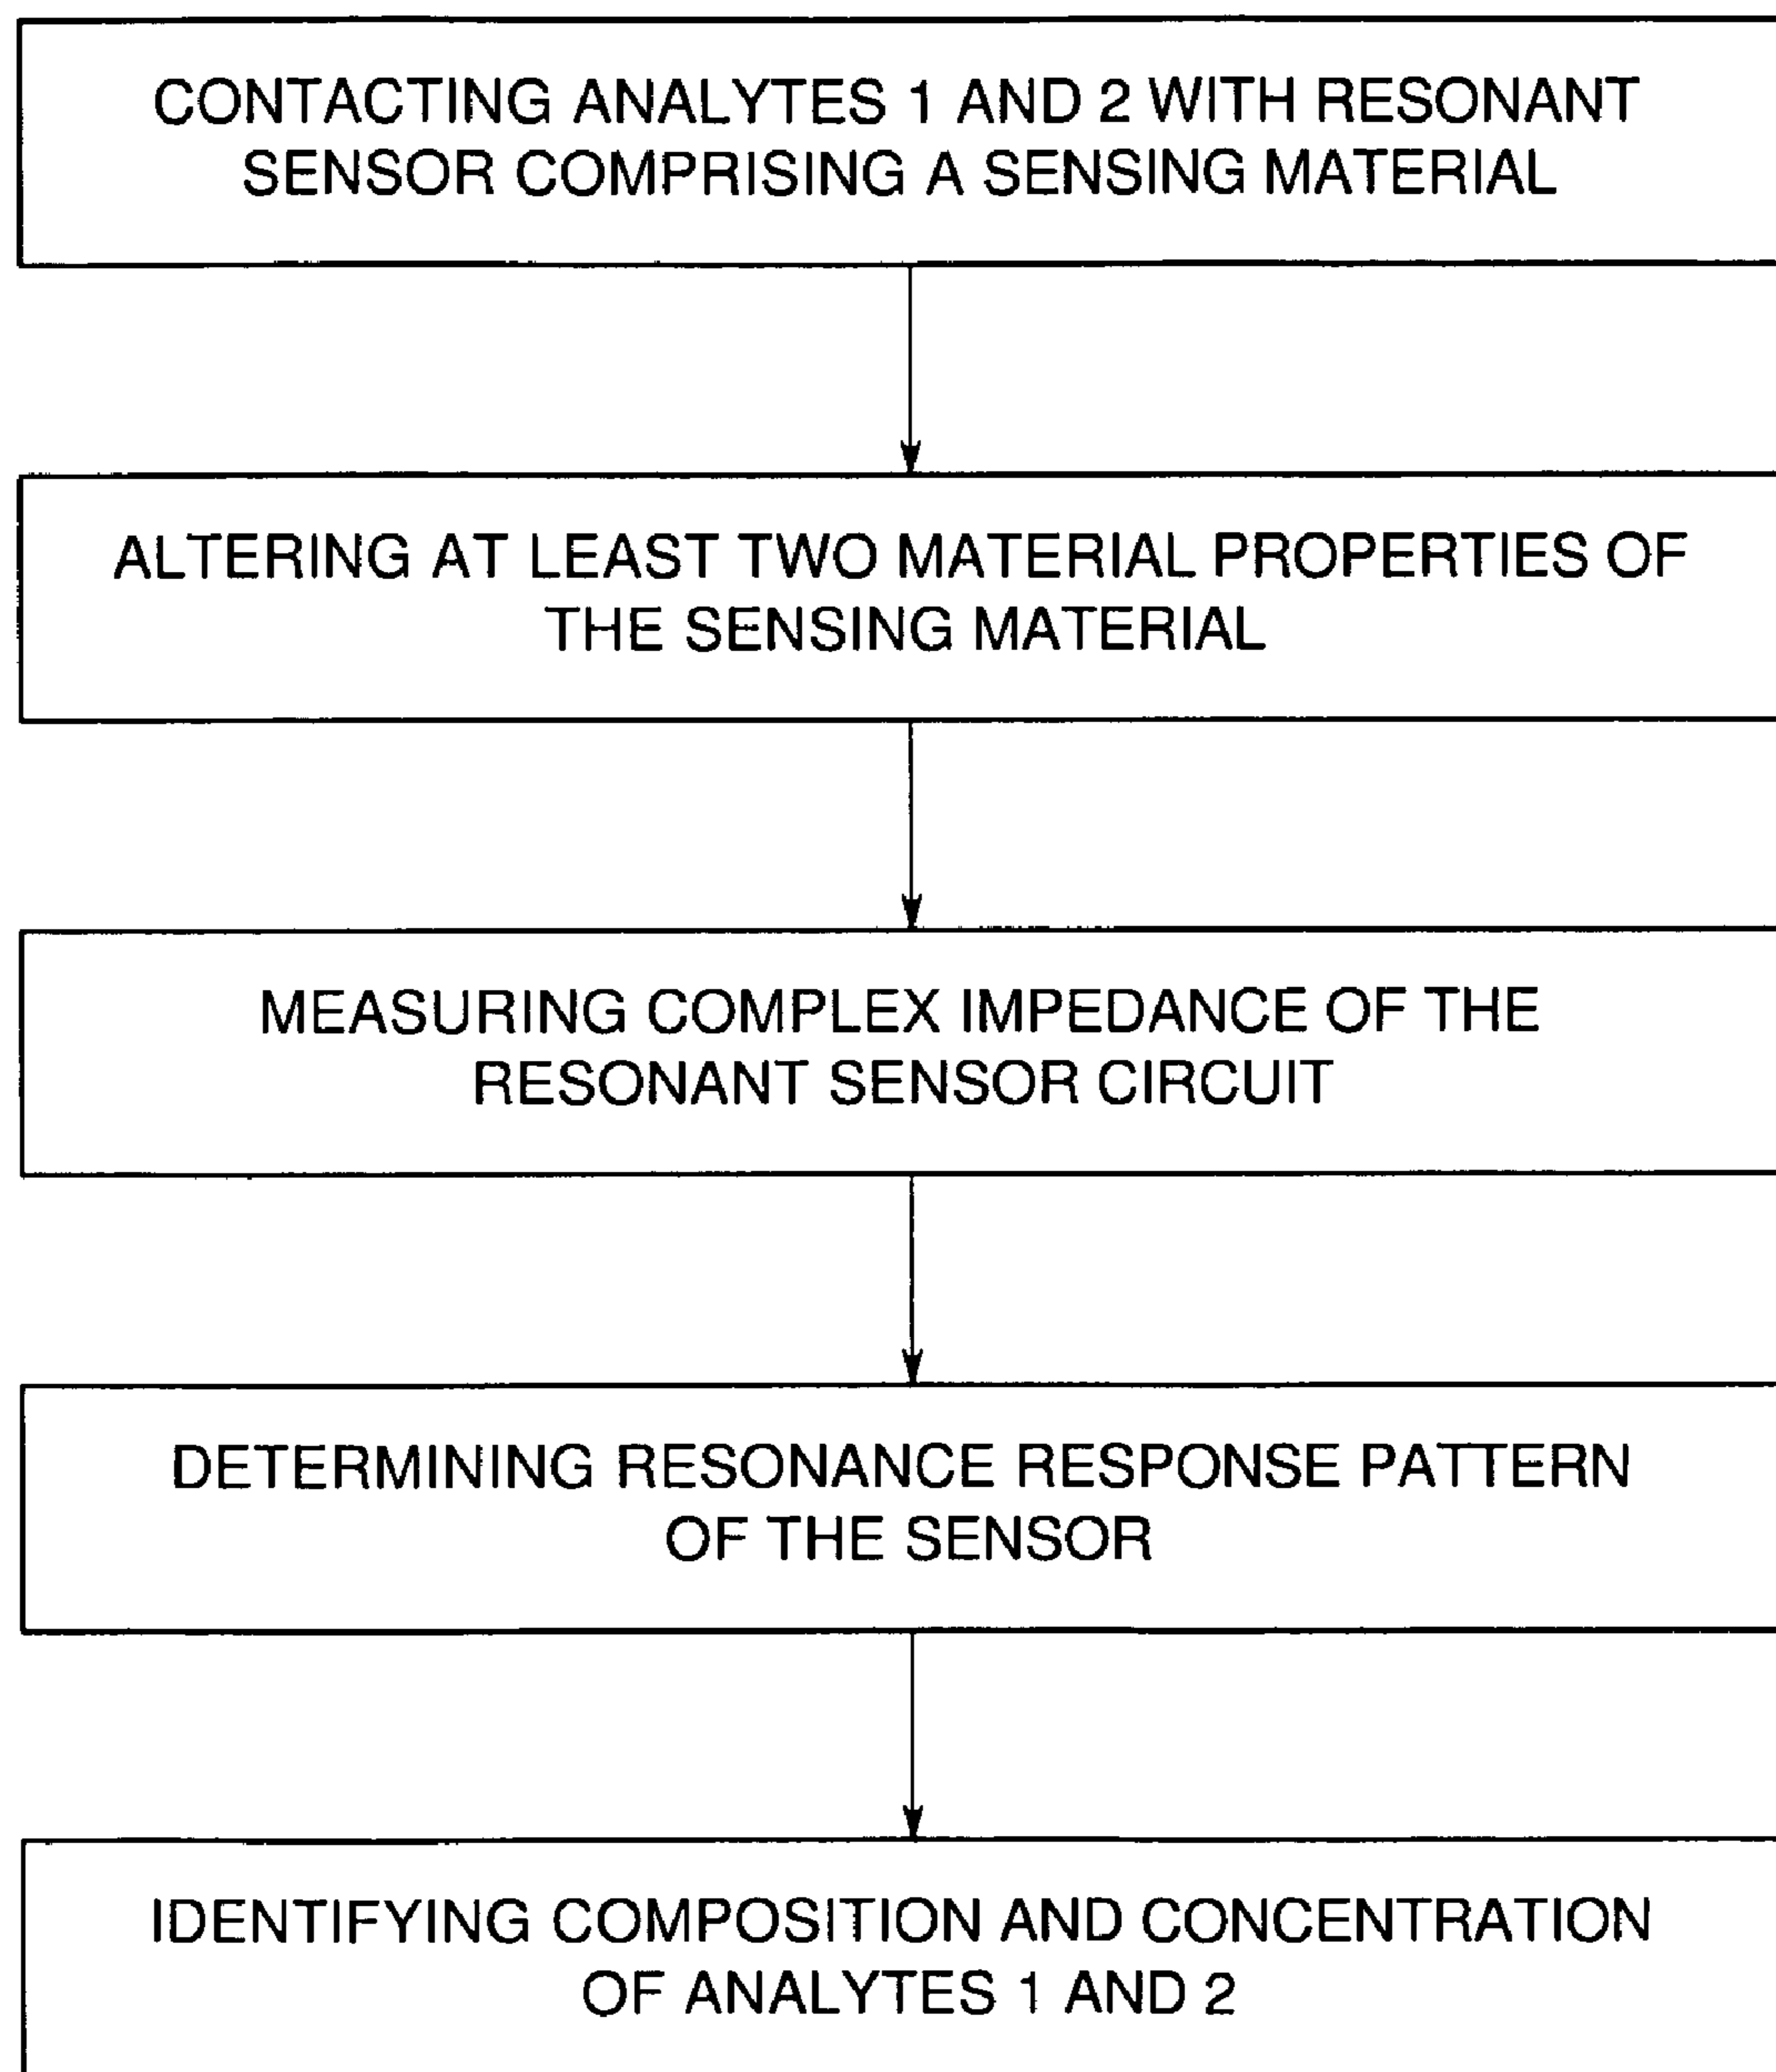 CONTACTING ANALYTES 1 AND 2 WITH RESONANT
SENSOR COMPRISING A SENSING MATERIAL
ALTERING AT LEAST TWO MATERIAL PROPERTIES OF
THE SENSING MATERIAL
MEASURING COMPLEX IMPEDANCE OF THE
RESONANT SENSOR CIRCUIT
DETERMINING RESONANCE RESPONSE PATTERN
OF THE SENSOR
IDENTIFYING COMPOSITION AND CONCENTRATION
OF ANALYTES 1 AND 2